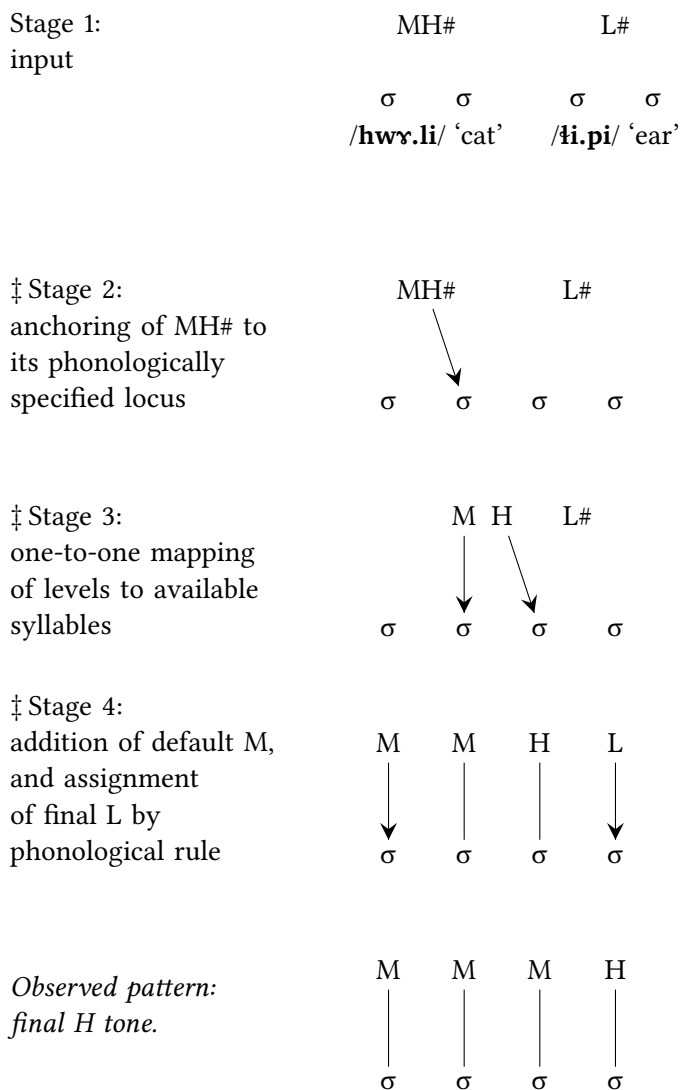 Stage 1: MH# L#
input
σ σ σ σ
/hwɤ.li/ ‘cat’ /ɬi.pi/ ‘ear’
‡ Stage 2: MH# L#
anchoring of MH# to
its phonologically
specified locus σ σ σ σ
‡ Stage 3: M H L#
one-to-one mapping
of levels to available
syllables σ σ σ σ
‡ Stage 4:
addition of default M, M M H L
and assignment
of final L by
phonological rule σ σ σ σ
M M M H
Observed pattern:
final H tone.
σ σ σ σ